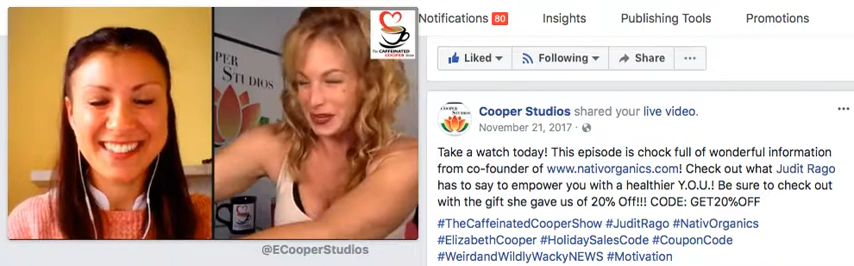 The
CAFFEINATED
COOPER Show
OOPER
STUDIOS
@ECooperStudios
Notifications 80 Insights Publishing Tools Promotions
Liked Following Share ...
Cooper Studios shared your live video.
November 21, 2017 ·
Take a watch today! This episode is chock full of wonderful information
from co-founder of www.nativorganics.com! Check out what Judit Rago
has to say to empower you with a healthier Y.O.U.! Be sure to check out
with the gift she gave us of 20% Off!!! CODE: GET20%OFF
#TheCaffeinatedCooperShow #JuditRago #NativOrganics
#ElizabethCooper #HolidaySalesCode #CouponCode
#WeirdandWildlyWackyNEWS #Motivation